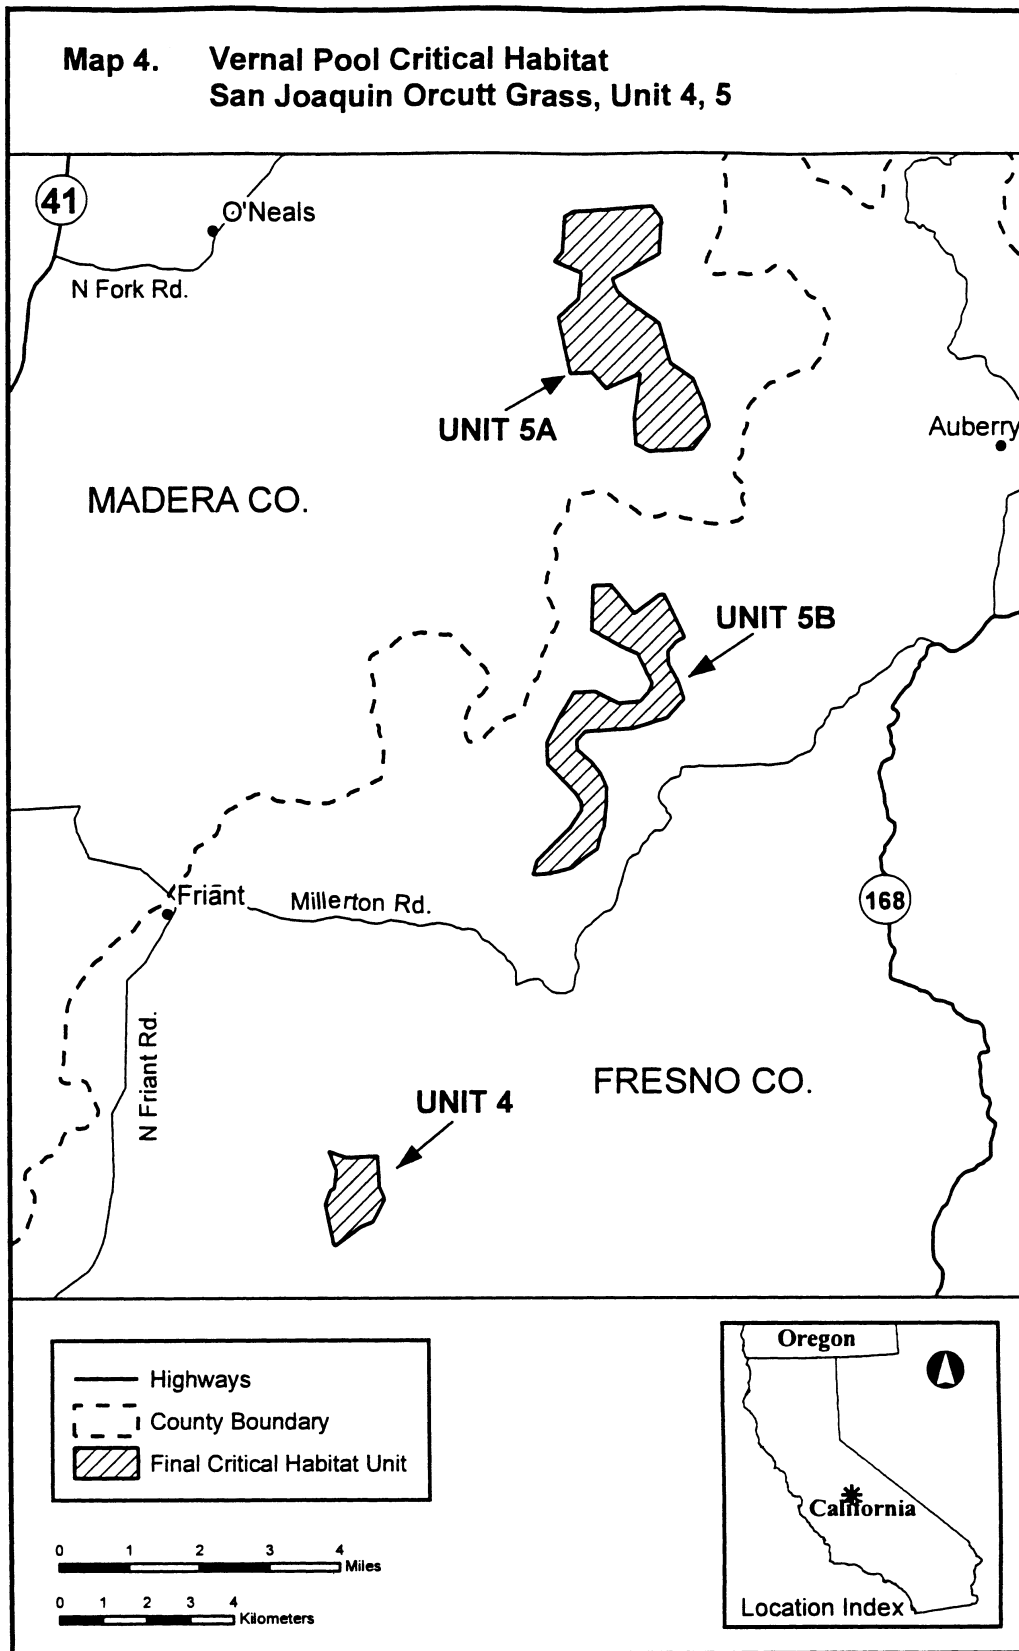 Map 4. Vernal Pool Critical Habitat
San Joaquin Orcutt Grass, Unit 4, 5
41
O'Neals
N Fork Rd.
UNIT 5A
Auberry
MADERA CO.
UNIT 5B
Friant
Millerton Rd.
168
N Friant Rd.
FRESNO CO.
UNIT 4
Highways
County Boundary
Final Critical Habitat Unit
0 1 2 3 4 Miles
0 1 2 3 4 Kilometers
Oregon
California
Location Index